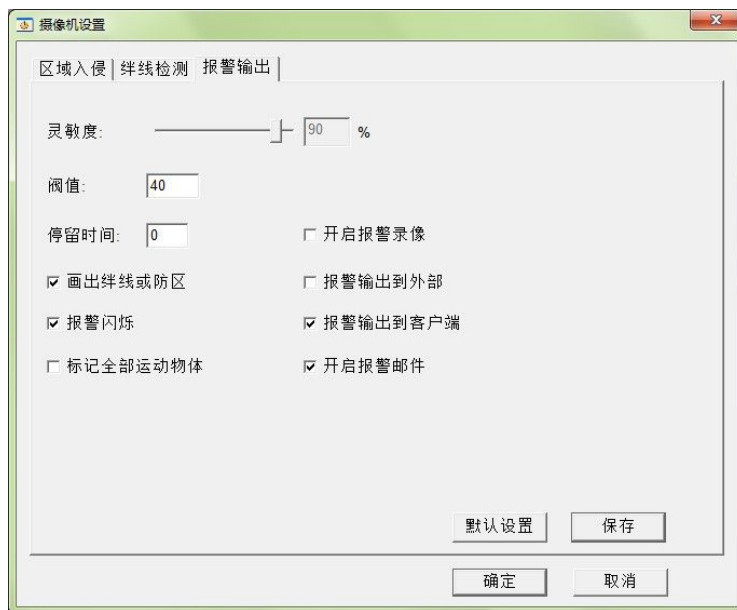 摄像机设置
区域入侵 绊线检测 报警输出
灵敏度: 90 %
阀值: 40
停留时间: 0 开启报警录像
画出绊线或防区 报警输出到外部
报警闪烁 报警输出到客户端
标记全部运动物体 开启报警邮件
默认设置 保存
确定 取消